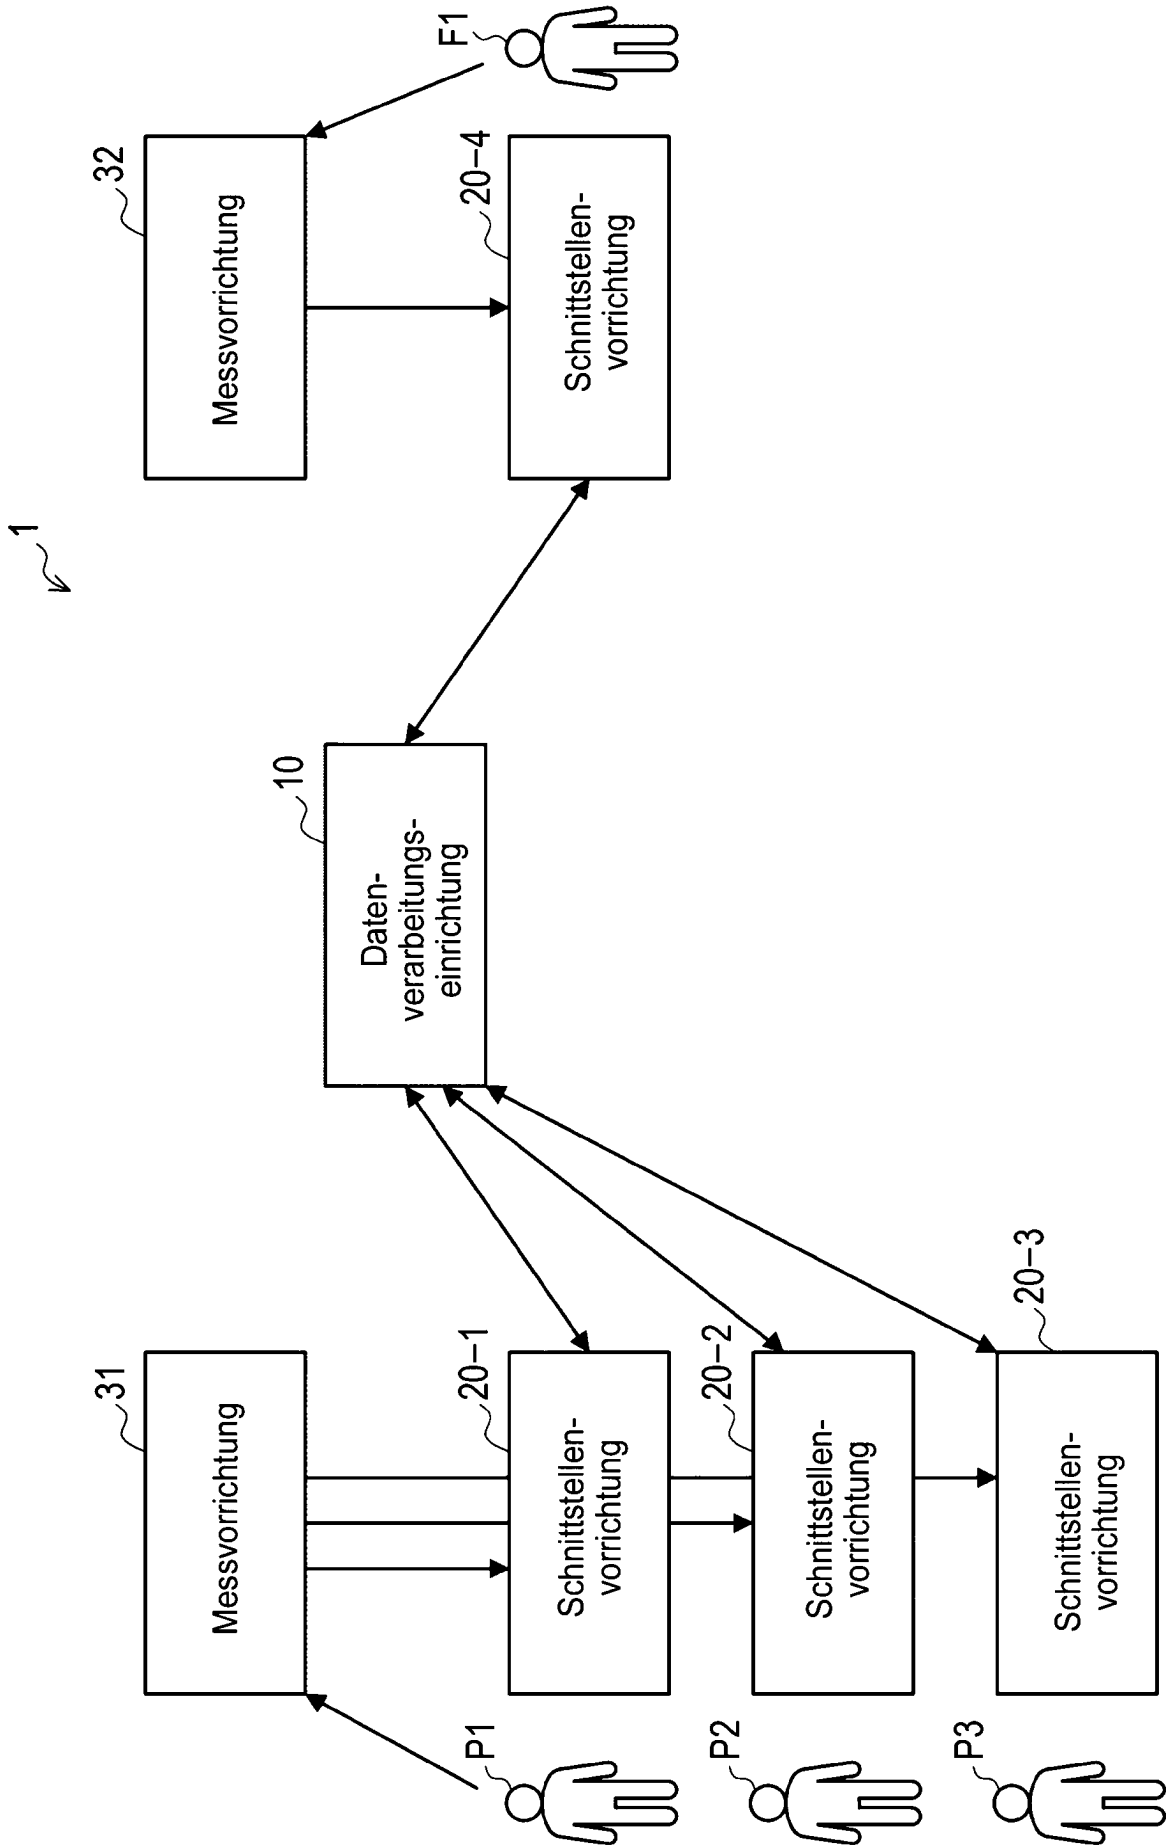 1
31
Messvorrichtung
32
Messvorrichtung
10
Daten-
verarbeitungs-
einrichtung
P1
20–1
Schnittstellen-
vorrichtung
20–4
Schnittstellen-
vorrichtung
F1
P2
20–2
Schnittstellen-
vorrichtung
P3
20–3
Schnittstellen-
vorrichtung